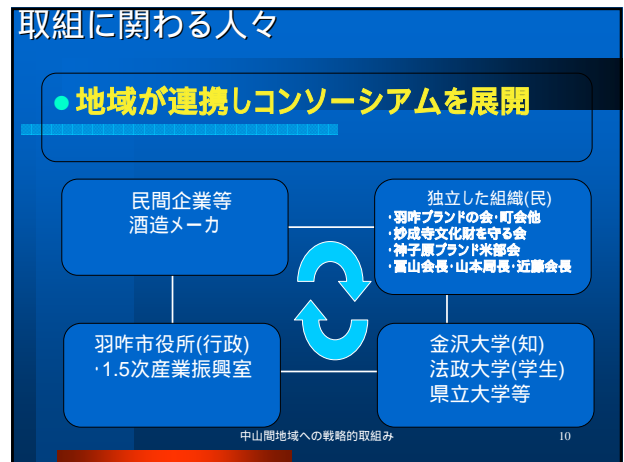 取組に関わる人々
●地域が連携しコンソーシアムを展開
民間企業等
酒造メーカ
独立した組織(民)
・羽咋ブランドの会・町会他
・妙成寺文化財を守る会
・神子原ブランド米部会
・冨山会長・山本局長・近藤会長
羽咋市役所(行政)
・1.5次産業振興室
金沢大学(知)
法政大学(学生)
県立大学等
中山間地域への戦略的取組み
10